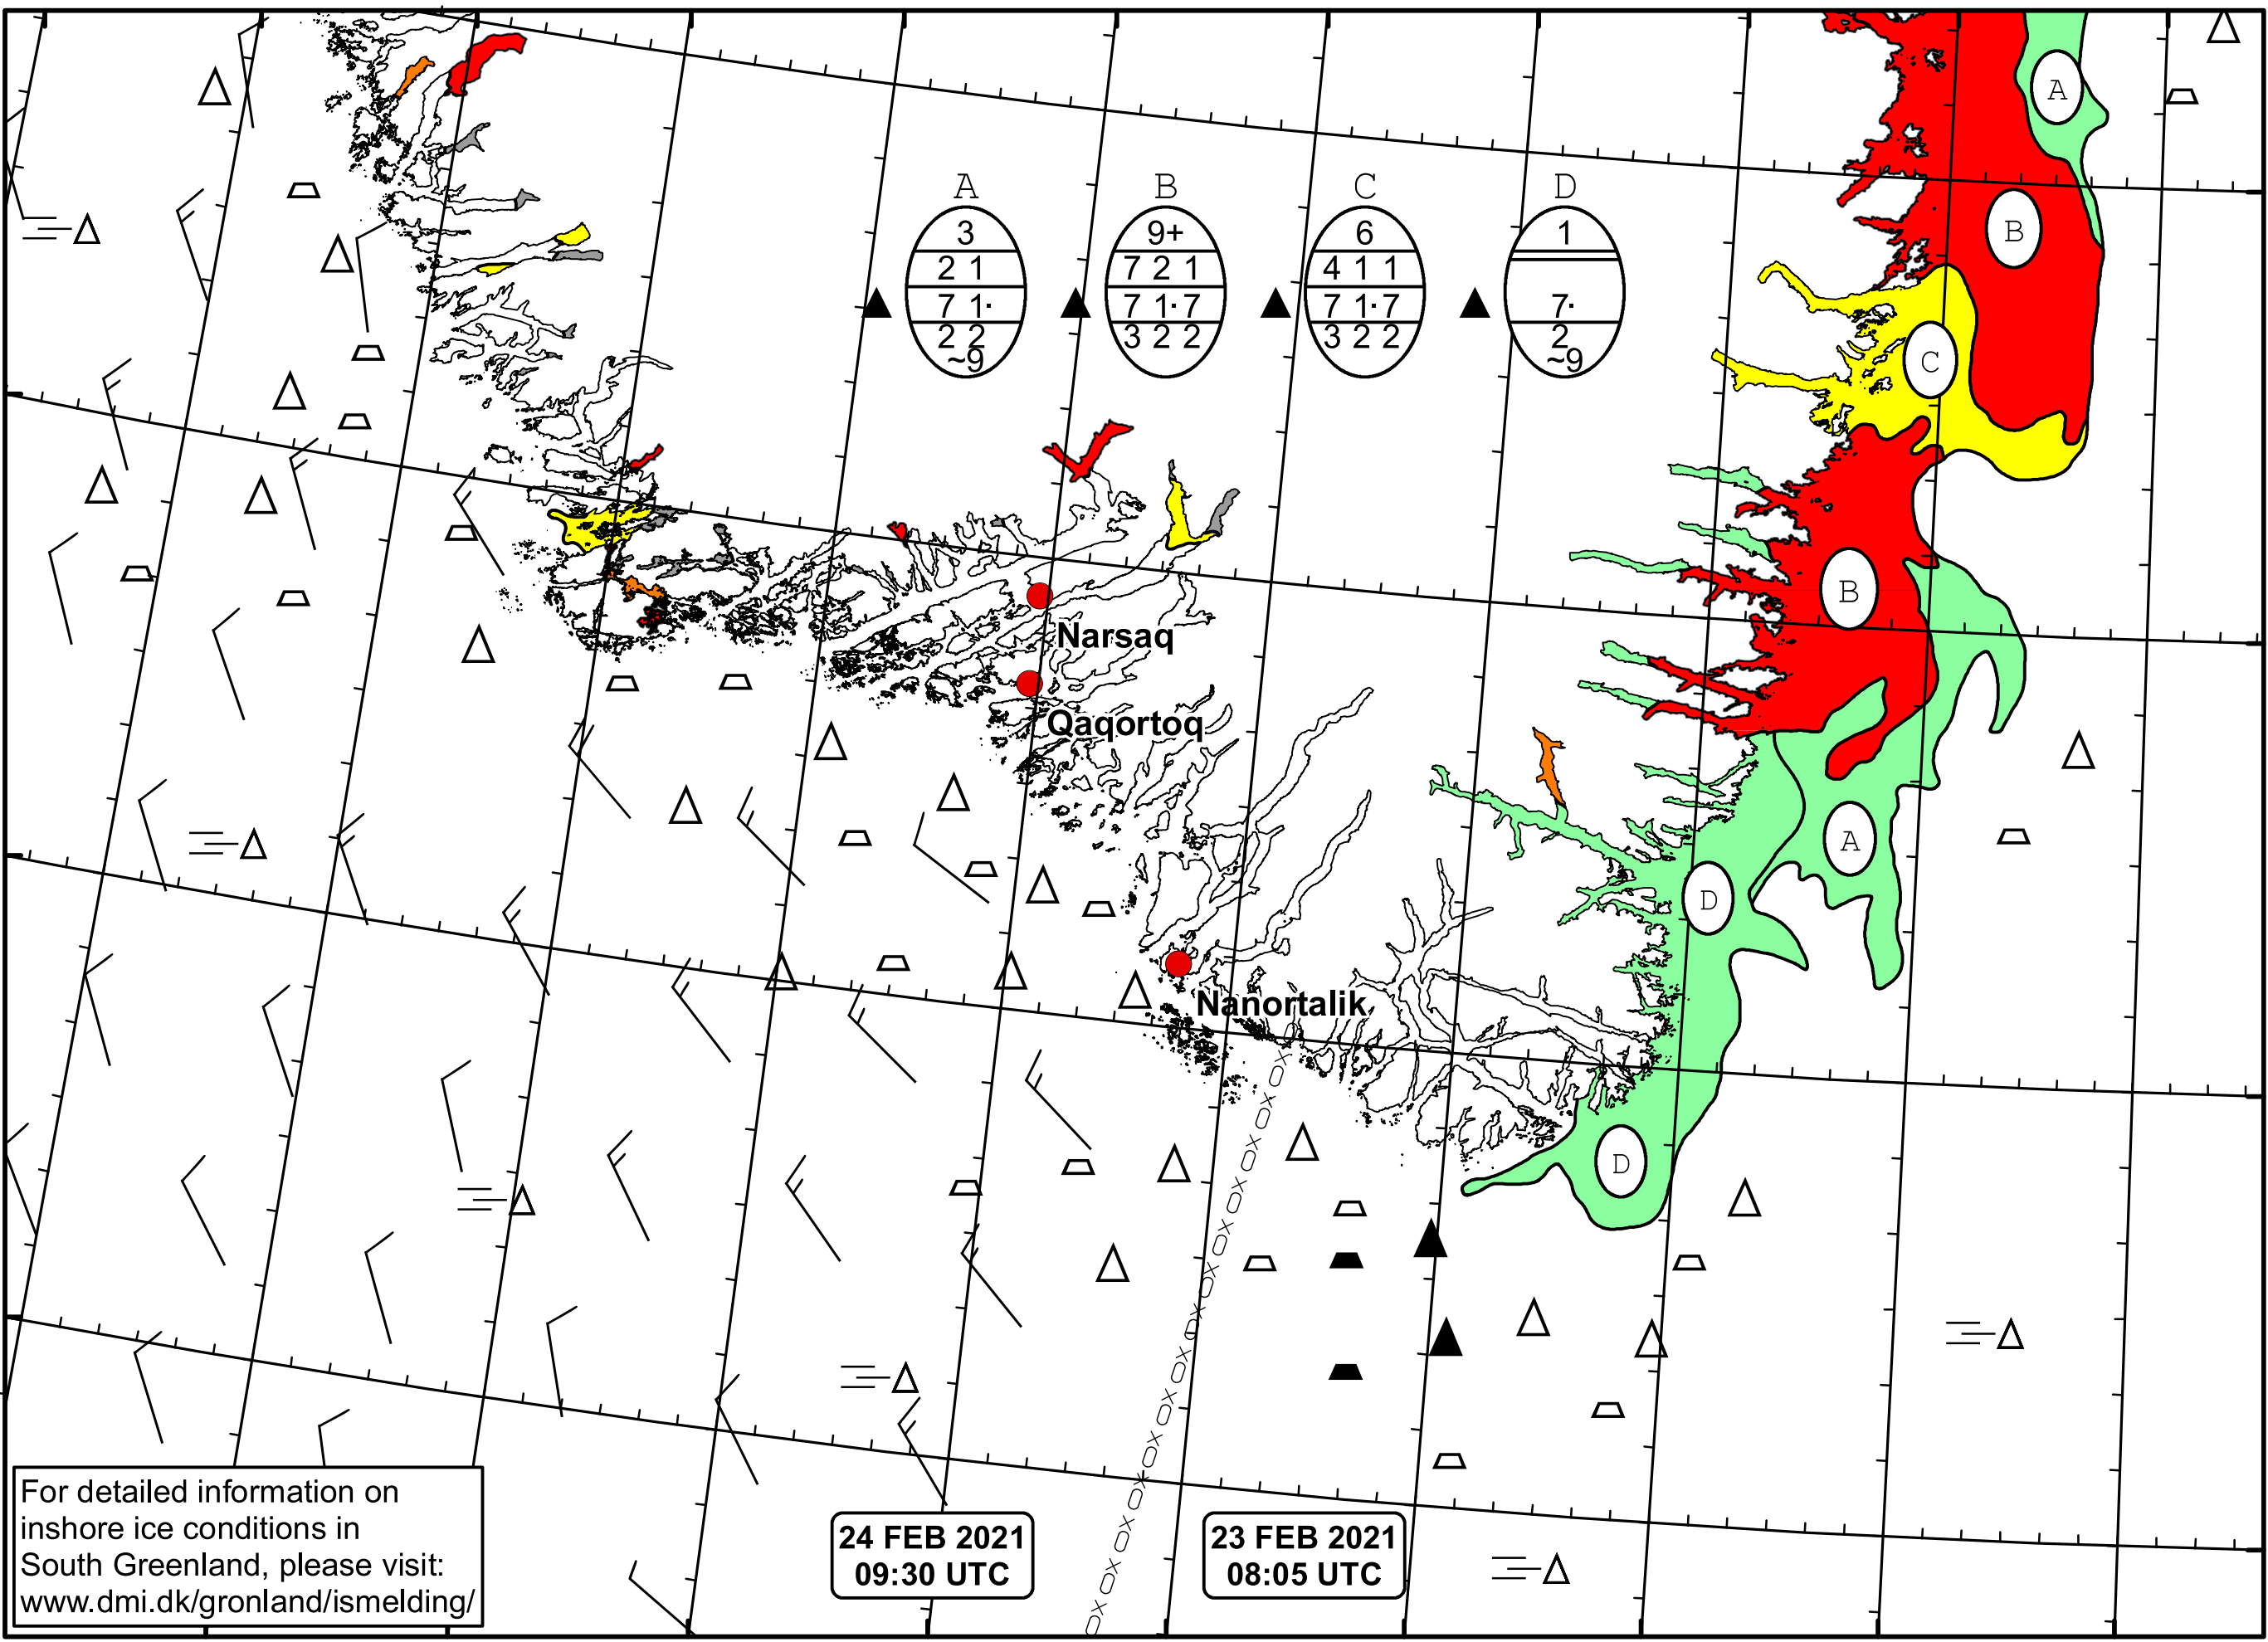 A B C D
3 9+ 6 1
2 1 7 2 1 4 1 1
7 1· 7 1·7 7 1·7 7·
2 2 3 2 2 3 2 2 2
~9 ~9
A
B
C
B
A
D
D
Narsaq
Qaqortoq
Nanortalik
For detailed information on
inshore ice conditions in
South Greenland, please visit:
www.dmi.dk/gronland/ismelding/
24 FEB 2021
09:30 UTC
23 FEB 2021
08:05 UTC